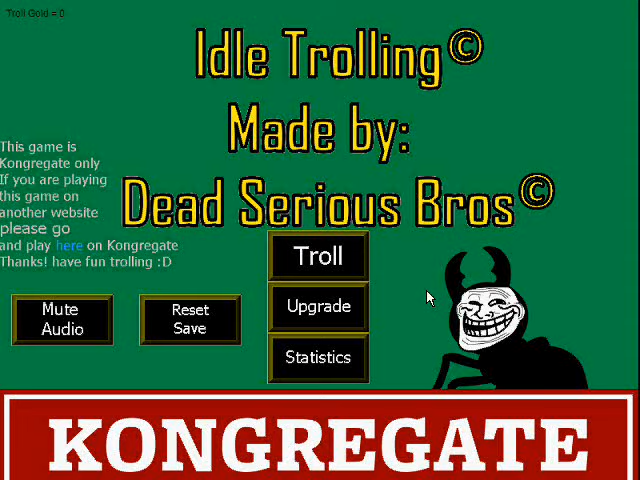 Troll Gold = 0
Idle Trolling©
Made by:
Dead Serious Bros©
This game is
Kongregate only
If you are playing
this game on
another website
please go
and play here on Kongregate
Thanks! have fun trolling :D
Troll
Mute
Audio
Reset
Save
Upgrade
Statistics
KONGREGATE